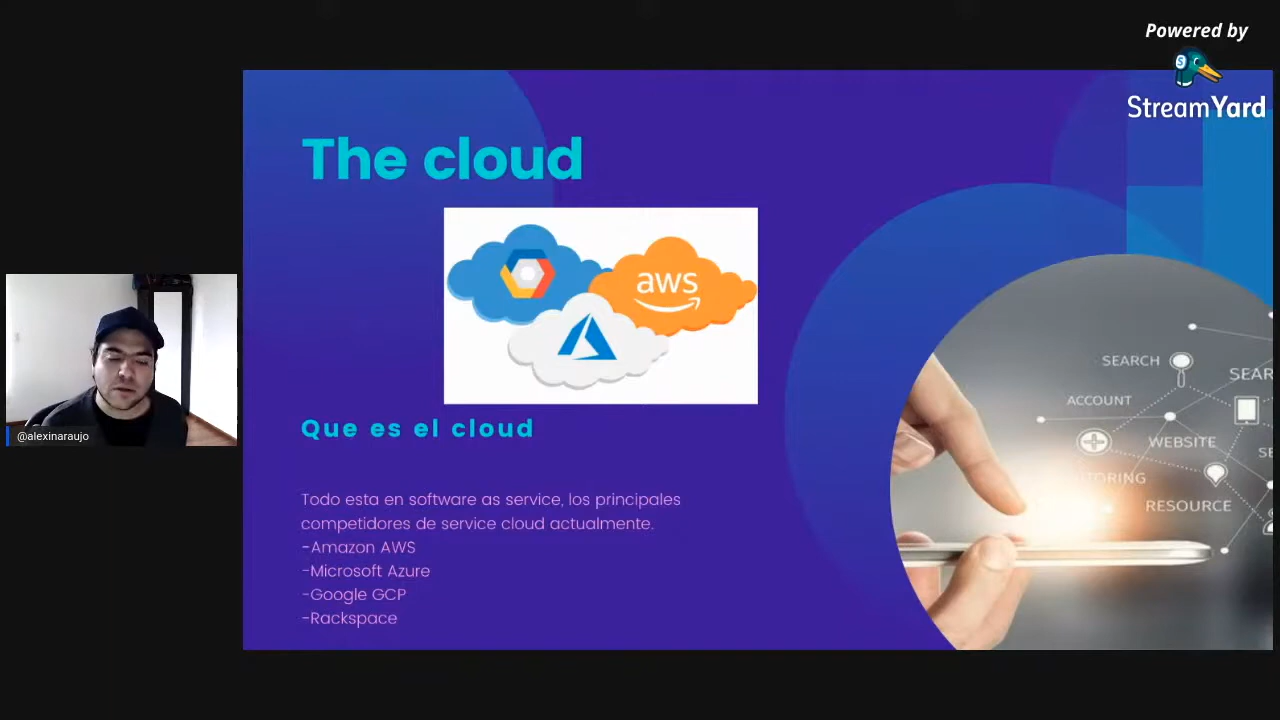 Powered by
StreamYard
The cloud
aws
Que es el cloud
Todo esta en software as service, los principales
competidores de service cloud actualmente.
-Amazon AWS
-Microsoft Azure
-Google GCP
-Rackspace
@alexinaraujo
SEARCH
ACCOUNT
WEBSITE
RESOURCE